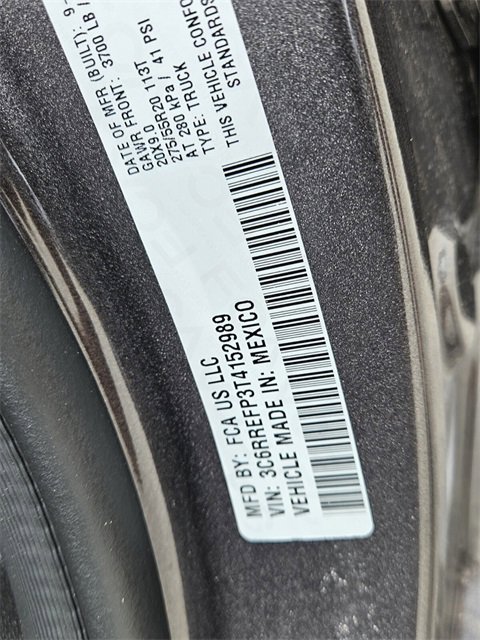 MFD BY: FCA US LLC
VIN: 3C6RREFP3T4152989
VEHICLE MADE IN: MEXICO
DATE OF MFR (BUILT): 9-
GAWR FRONT: 3700 LB /
20X9.0
275/55R20 113T
AT 280 kPa / 41 PSI
TYPE: TRUCK
THIS VEHICLE CONFO
STANDARDS